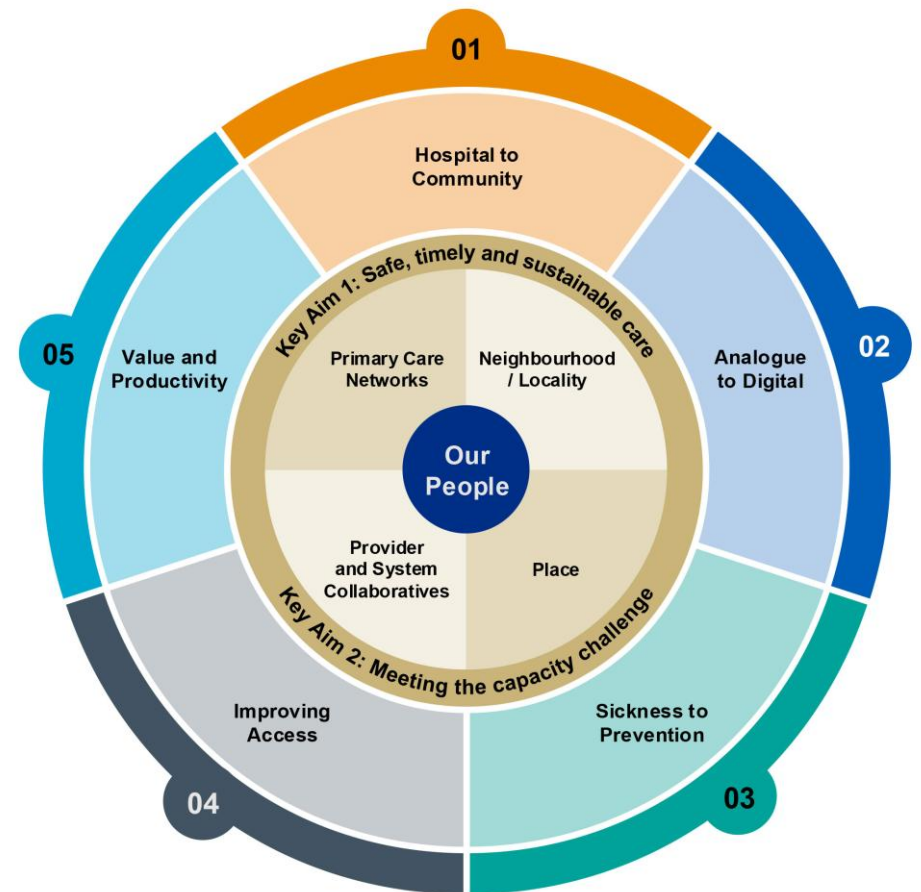 01
Hospital to
Community
02
Analogue
to Digital
03
Sickness to
Prevention
04
Improving
Access
05
Value and
Productivity
Key Aim 1: Safe, timely and sustainable care
Key Aim 2: Meeting the capacity challenge
Primary Care
Networks
Neighbourhood
/ Locality
Provider
and System
Collaboratives
Place
Our
People